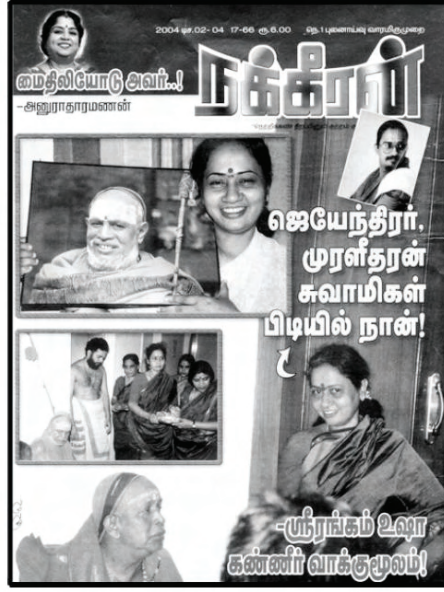 2004 டிச.02-04 17-66 ரூ.6.00
நக்கீரன்
மைதிலியோடு அவர்..!
-அனுராதாரமணன்
ஜெயேந்திரர்,
முரளீதரன்
சுவாமிகள்
பிடியில் நான்!
-ஸ்ரீரங்கம் உஷா
கண்ணீர் வாக்குமூலம்!